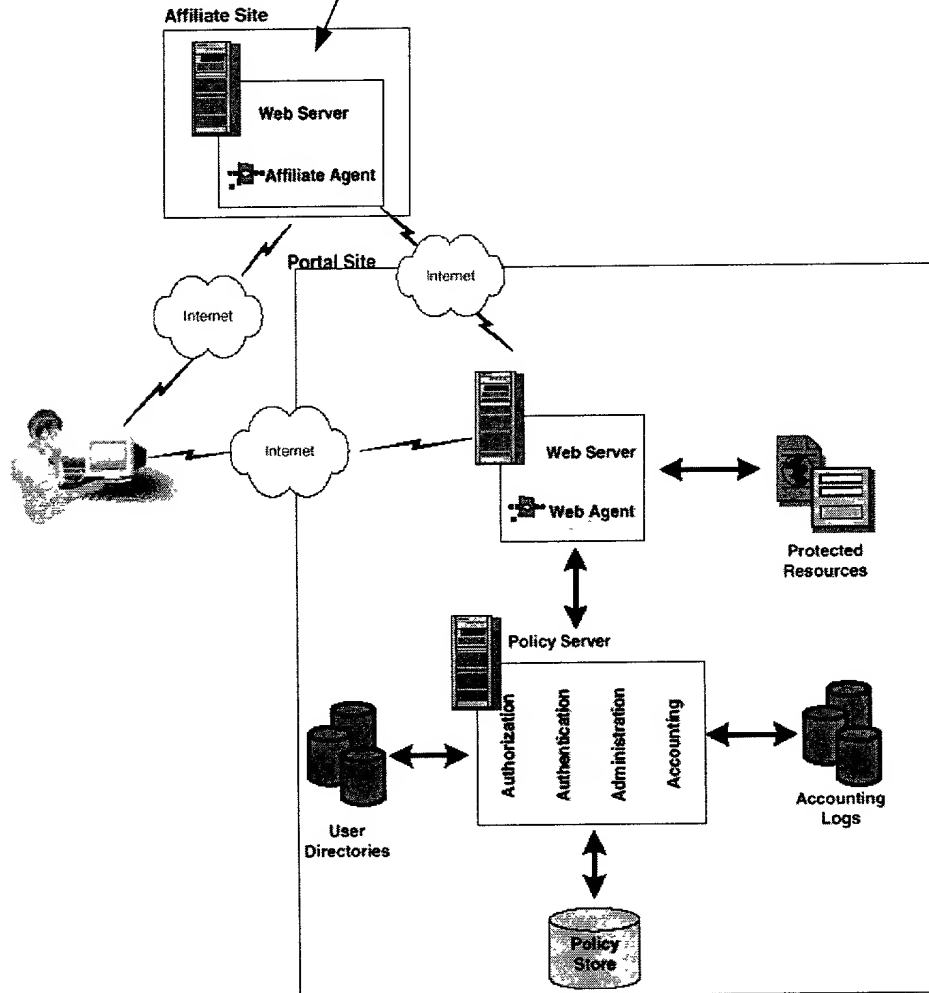 Affiliate Site
Web Server
Affiliate Agent
Portal Site
Internet
Internet
Internet
Web Server
Web Agent
Protected
Resources
Policy Server
Authorization
Authentication
Administration
Accounting
User
Directories
Accounting
Logs
Policy
Store